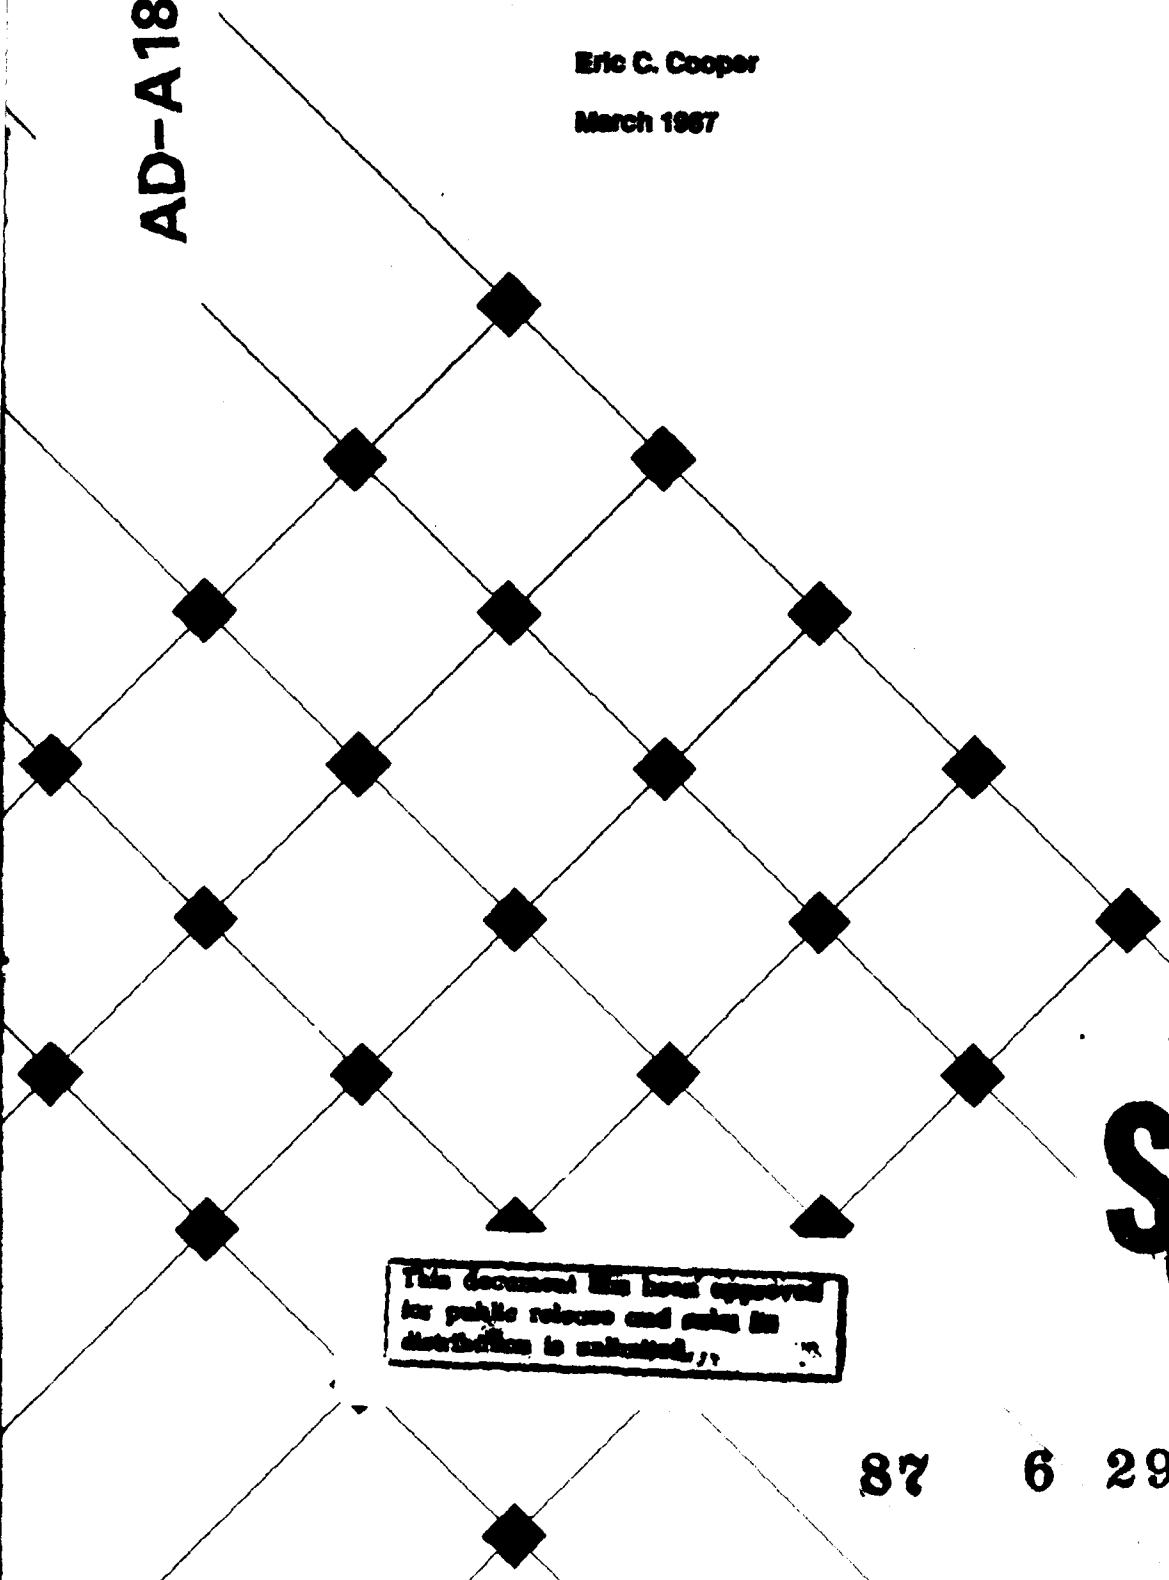 AD-A18
Eric C. Cooper
March 1987
S
This document has been approved
for public release and sale; its
distribution is unlimited.
87 6 29